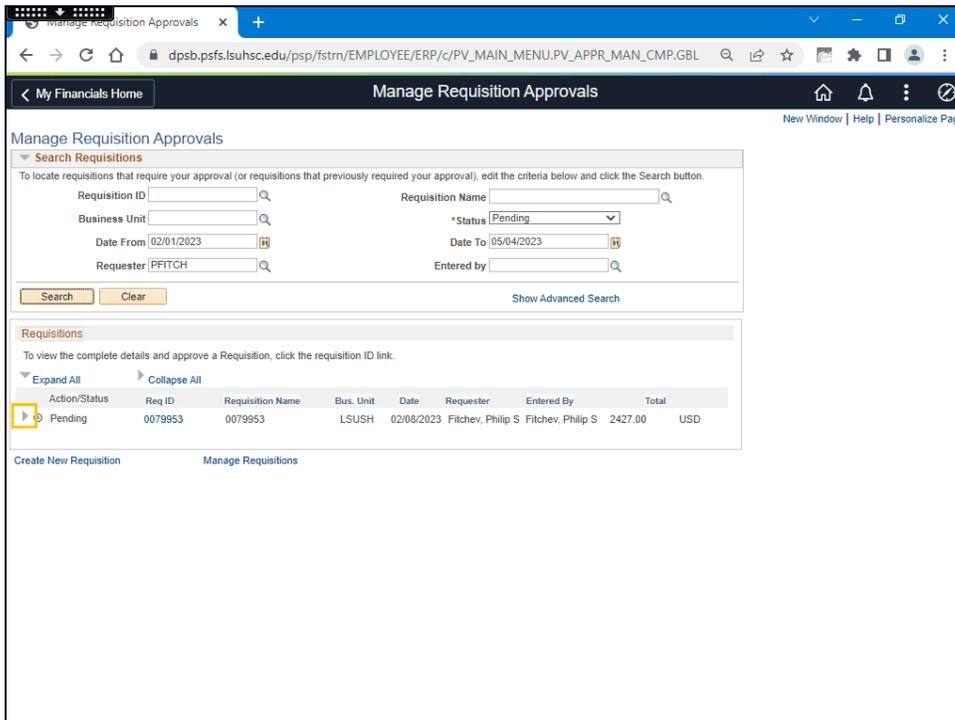 Manage Requisition Approvals
dpsb.psfs.lsuhsc.edu/psp/fstrn/EMPLOYEE/ERP/c/PV_MAIN_MENU.PV_APPR_MAN_CMP.GBL
My Financials Home Manage Requisition Approvals
New Window | Help | Personalize Pag
Manage Requisition Approvals
Search Requisitions
To locate requisitions that require your approval (or requisitions that previously required your approval), edit the criteria below and click the Search button.
Requisition ID Requisition Name
Business Unit *Status Pending
Date From 02/01/2023 Date To 05/04/2023
Requester PFITCH Entered by
Search Clear Show Advanced Search
Requisitions
To view the complete details and approve a Requisition, click the requisition ID link.
Expand All Collapse All
Action/Status Req ID Requisition Name Bus. Unit Date Requester Entered By Total
Pending 0079953 0079953 LSUSH 02/08/2023 Fitchev, Philip S Fitchev, Philip S 2427.00 USD
Create New Requisition Manage Requisitions